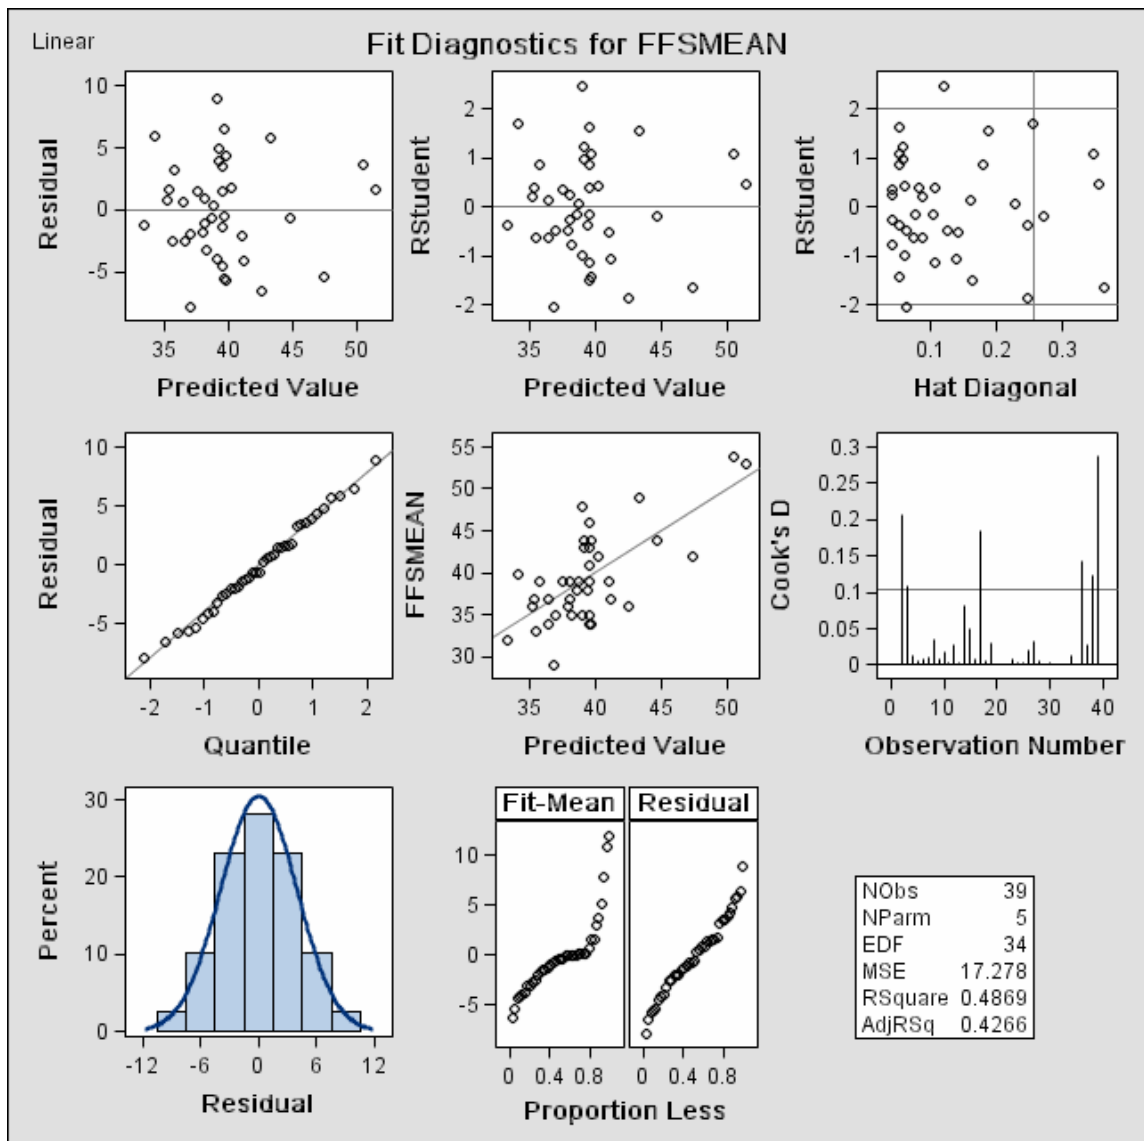 Linear
Fit Diagnostics for FFSMEAN
Residual
10
5
0
-5
35 40 45 50
Predicted Value
RStudent
2
1
0
-1
-2
35 40 45 50
Predicted Value
RStudent
2
1
0
-1
-2
0.1 0.2 0.3
Hat Diagonal
Residual
10
5
0
-5
-2 -1 0 1 2
Quantile
FFSMEAN
55
50
45
40
35
30
35 40 45 50
Predicted Value
Cook's D
0.3
0.25
0.2
0.15
0.1
0.05
0
0 10 20 30 40
Observation Number
Percent
30
20
10
0
-12 -6 0 6 12
Residual
Fit-Mean Residual
10
5
0
-5
0 0.4 0.8 0 0.4 0.8
Proportion Less
NObs 39
NParm 5
EDF 34
MSE 17.278
RSquare 0.4869
AdjRSq 0.4266